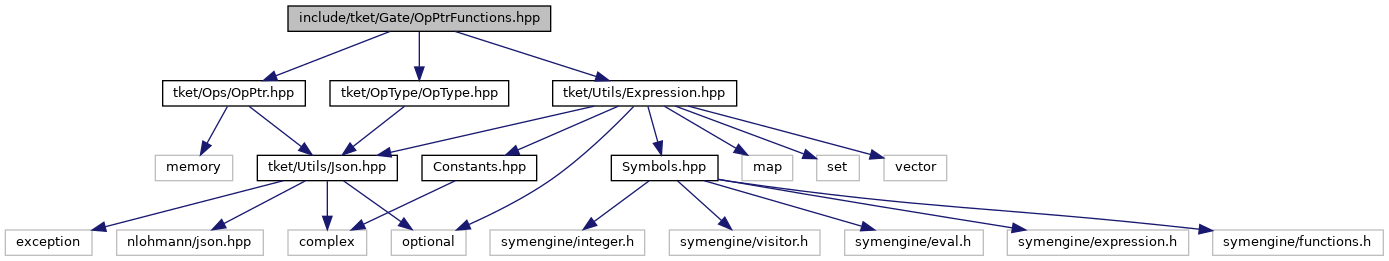 include/tket/Gate/OpPtrFunctions.hpp
tket/Ops/OpPtr.hpp
tket/OpType/OpType.hpp
tket/Utils/Expression.hpp
memory
tket/Utils/Json.hpp
Constants.hpp
Symbols.hpp
map
set
vector
exception
nlohmann/json.hpp
complex
optional
symengine/integer.h
symengine/visitor.h
symengine/eval.h
symengine/expression.h
symengine/functions.h